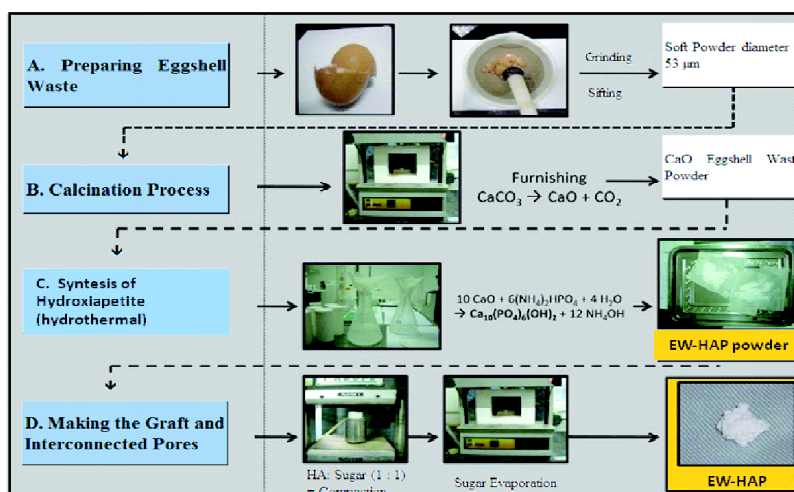 A. Preparing Eggshell
Waste
Grinding
Sifting
Soft Powder diameter
53 μm
B. Calcination Process
Furnishing
CaCO₃ → CaO + CO₂
CaO Eggshell Wast
Powder
C. Syntesis of
Hydroxiapetite
(hydrothermal)
10 CaO + 6(NH₄)₂HPO₄ + 4 H₂O
→ Ca₁₀(PO₄)₆(OH)₂ + 12 NH₄OH
EW-HAP powder
D. Making the Graft and
Interconnected Pores
HA: Sugar (1 : 1)
Sugar Evaporation
EW-HAP